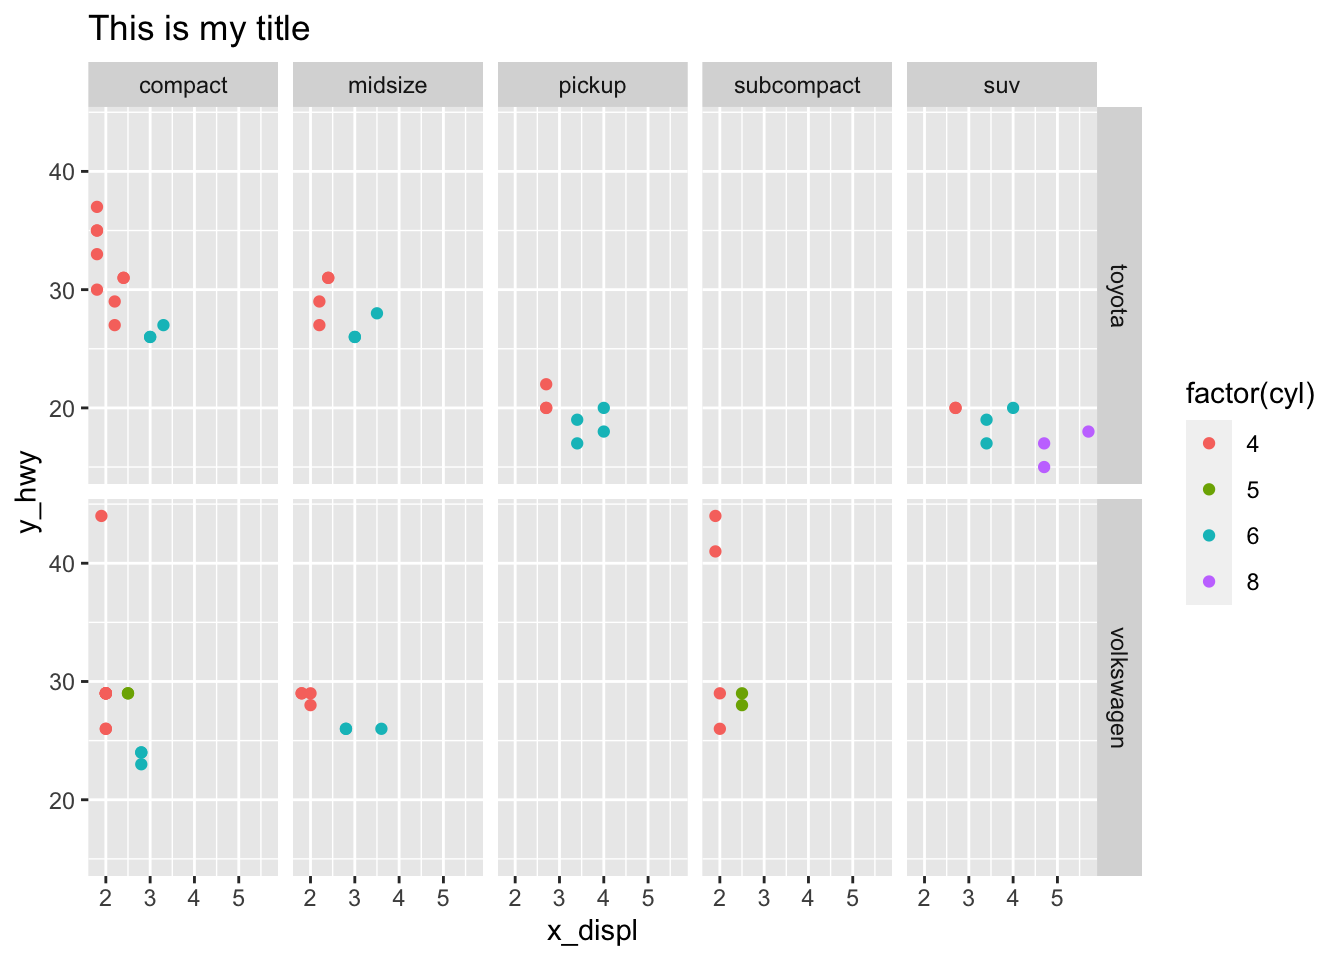 This is my title
compact midsize pickup subcompact suv
40
30
20
toyota
y_hwy
40
30
20
volkswagen
2 3 4 5 2 3 4 5 2 3 4 5 2 3 4 5 2 3 4 5
x_displ
factor(cyl)
4
5
6
8